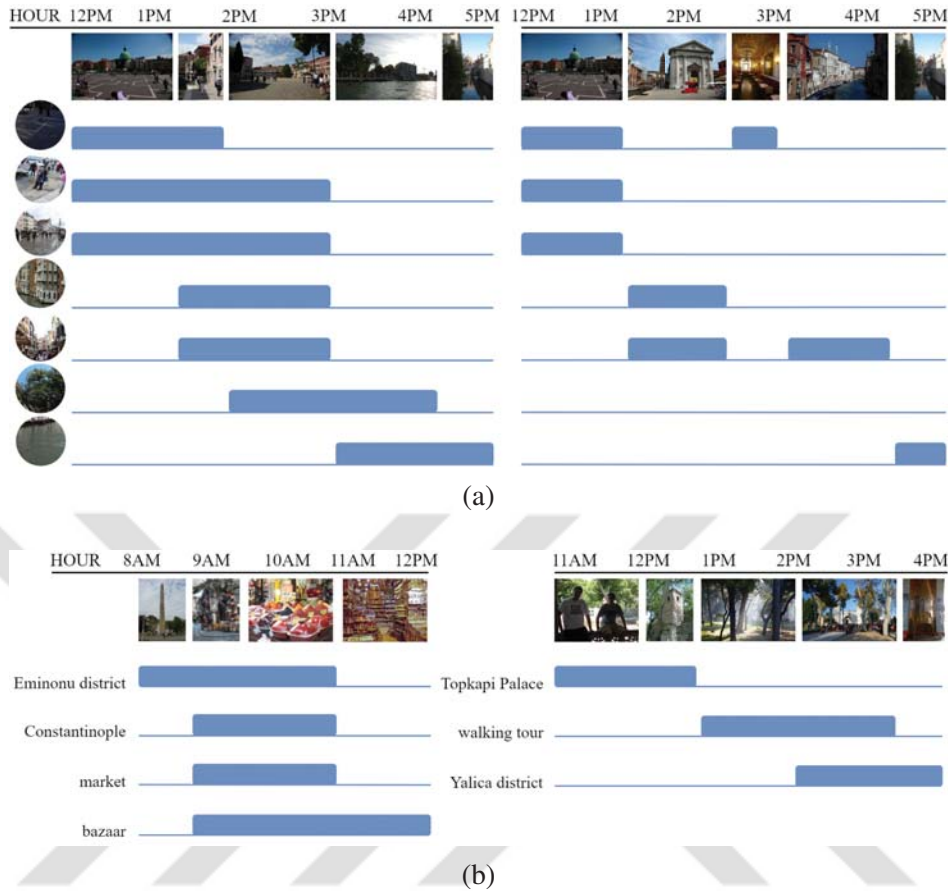 HOUR 12PM 1PM 2PM 3PM 4PM 5PM 12PM 1PM 2PM 3PM 4PM 5PM
(a)
HOUR 8AM 9AM 10AM 11AM 12PM 11AM 12PM 1PM 2PM 3PM 4PM
Eminonu district Topkapi Palace
Constantinople walking tour
market Yalica district
bazaar
(b)